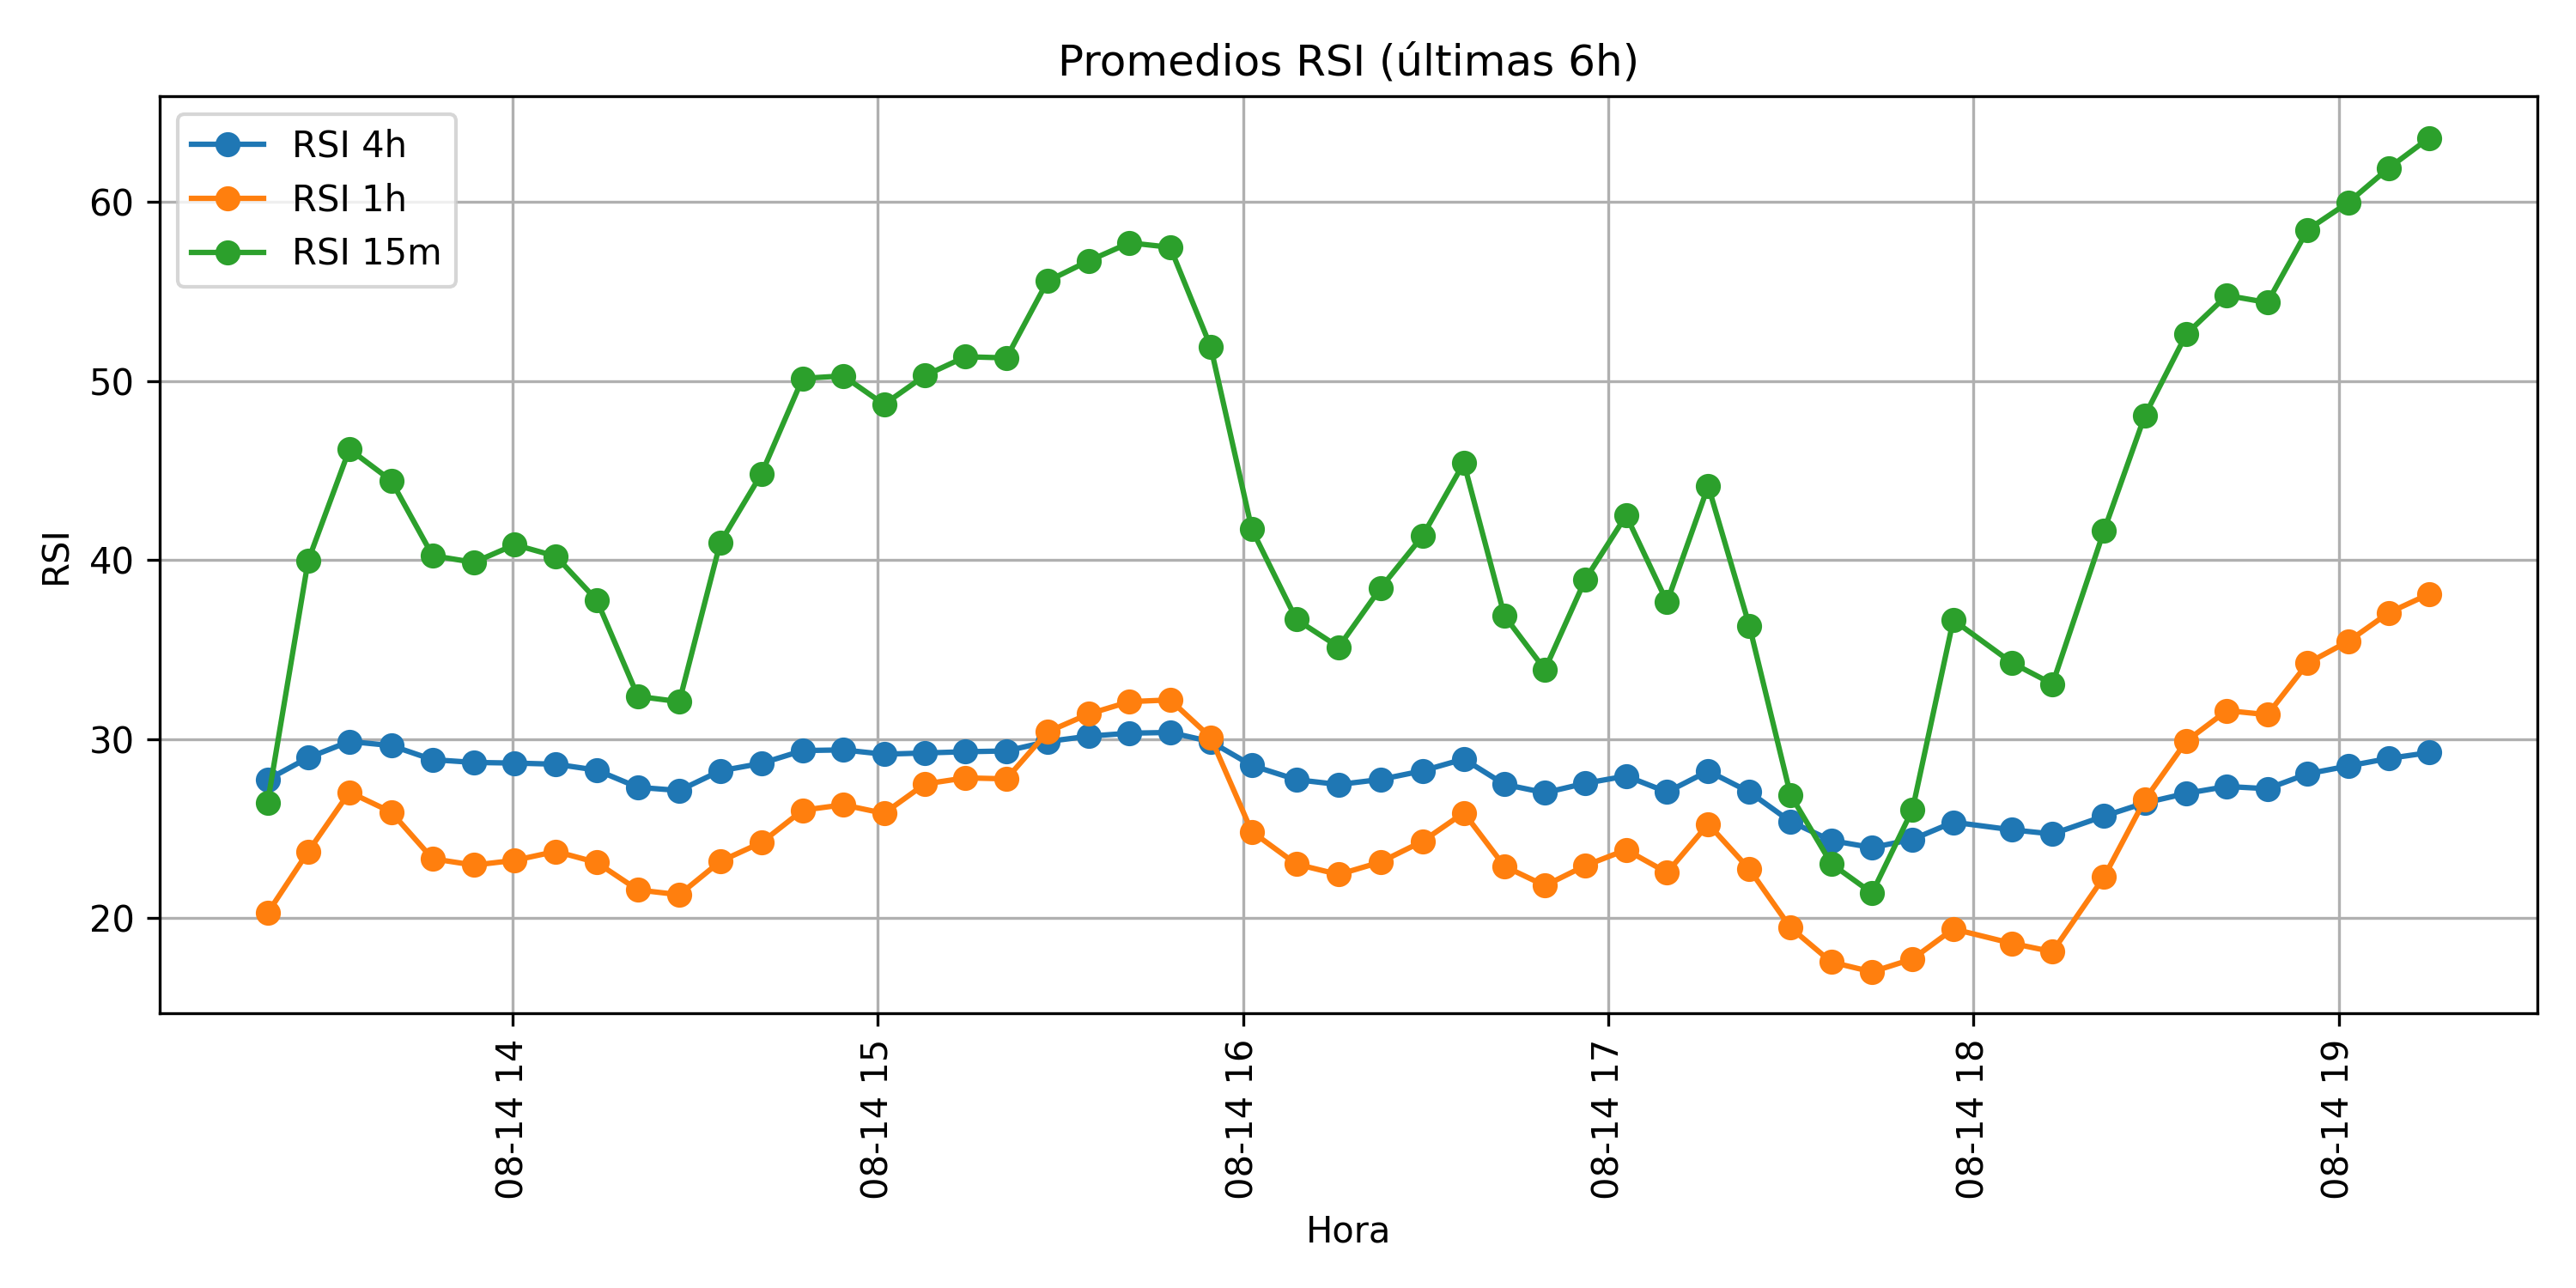 Promedios RSI (últimas 6h)
RSI 4h
RSI 1h
RSI 15m
60
50
40
30
20
RSI
08-14 14
08-14 15
08-14 16
08-14 17
08-14 18
08-14 19
Hora